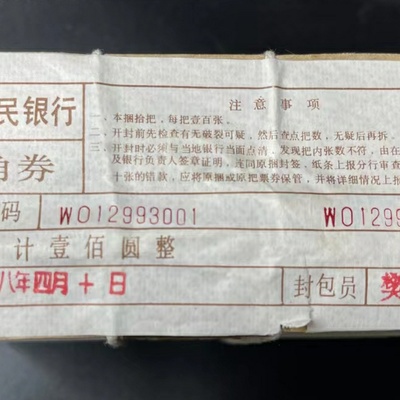 民银行
角券
注意事项
一、本捆拾把，每把壹百张。
二、开封前先检查有无破裂可疑，然后查点把数，无疑后再拆。
三、开封时必须与当地银行当面点清，发现把内张数不符，由在
及银行负责人签章证明，连同原捆封签、纸条上报分行审查
十张的错款，应将原捆或原把票券保管，并将详细情况上报
码 W012993001 W01299
计壹佰圆整
八年四月十日
封包员 樊